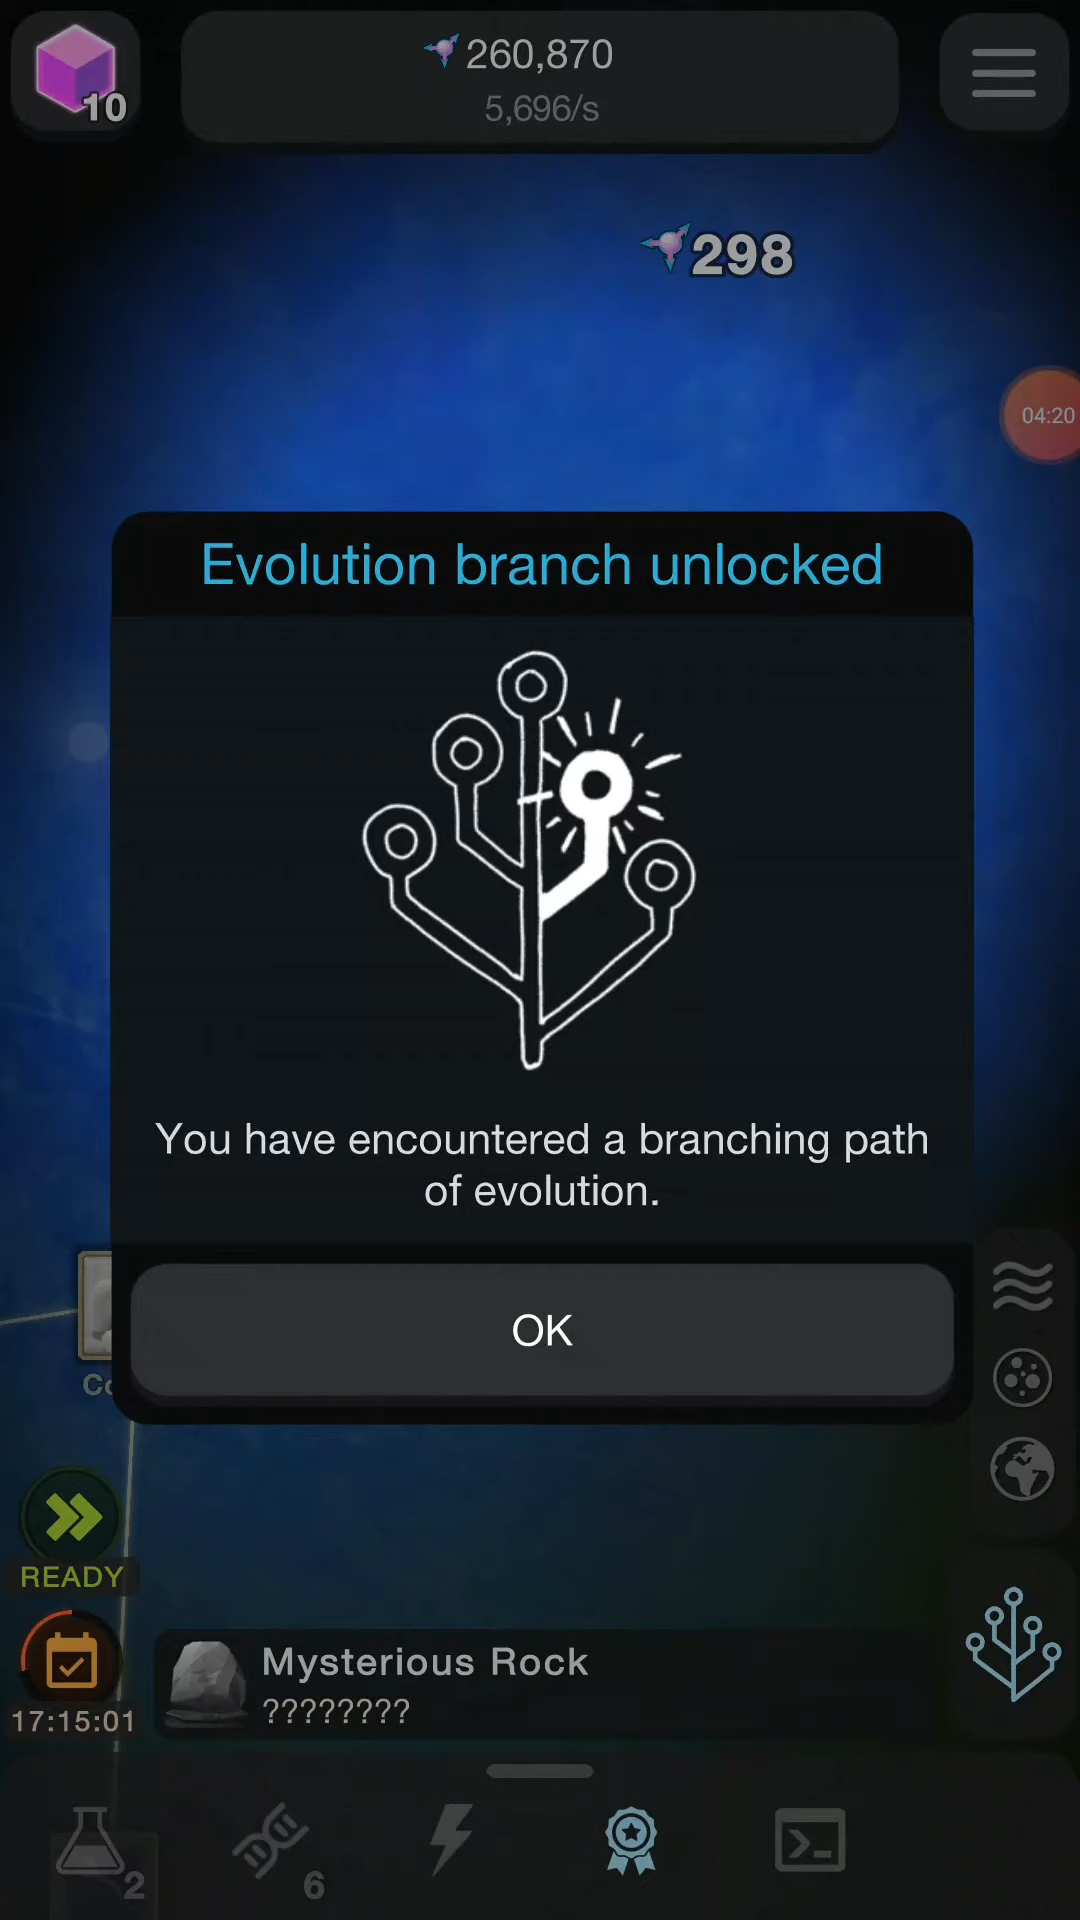 10
260,870
5,696/s
298
04:20
Evolution branch unlocked
You have encountered a branching path
of evolution.
OK
READY
Mysterious Rock
????????
17:15:01
2
6